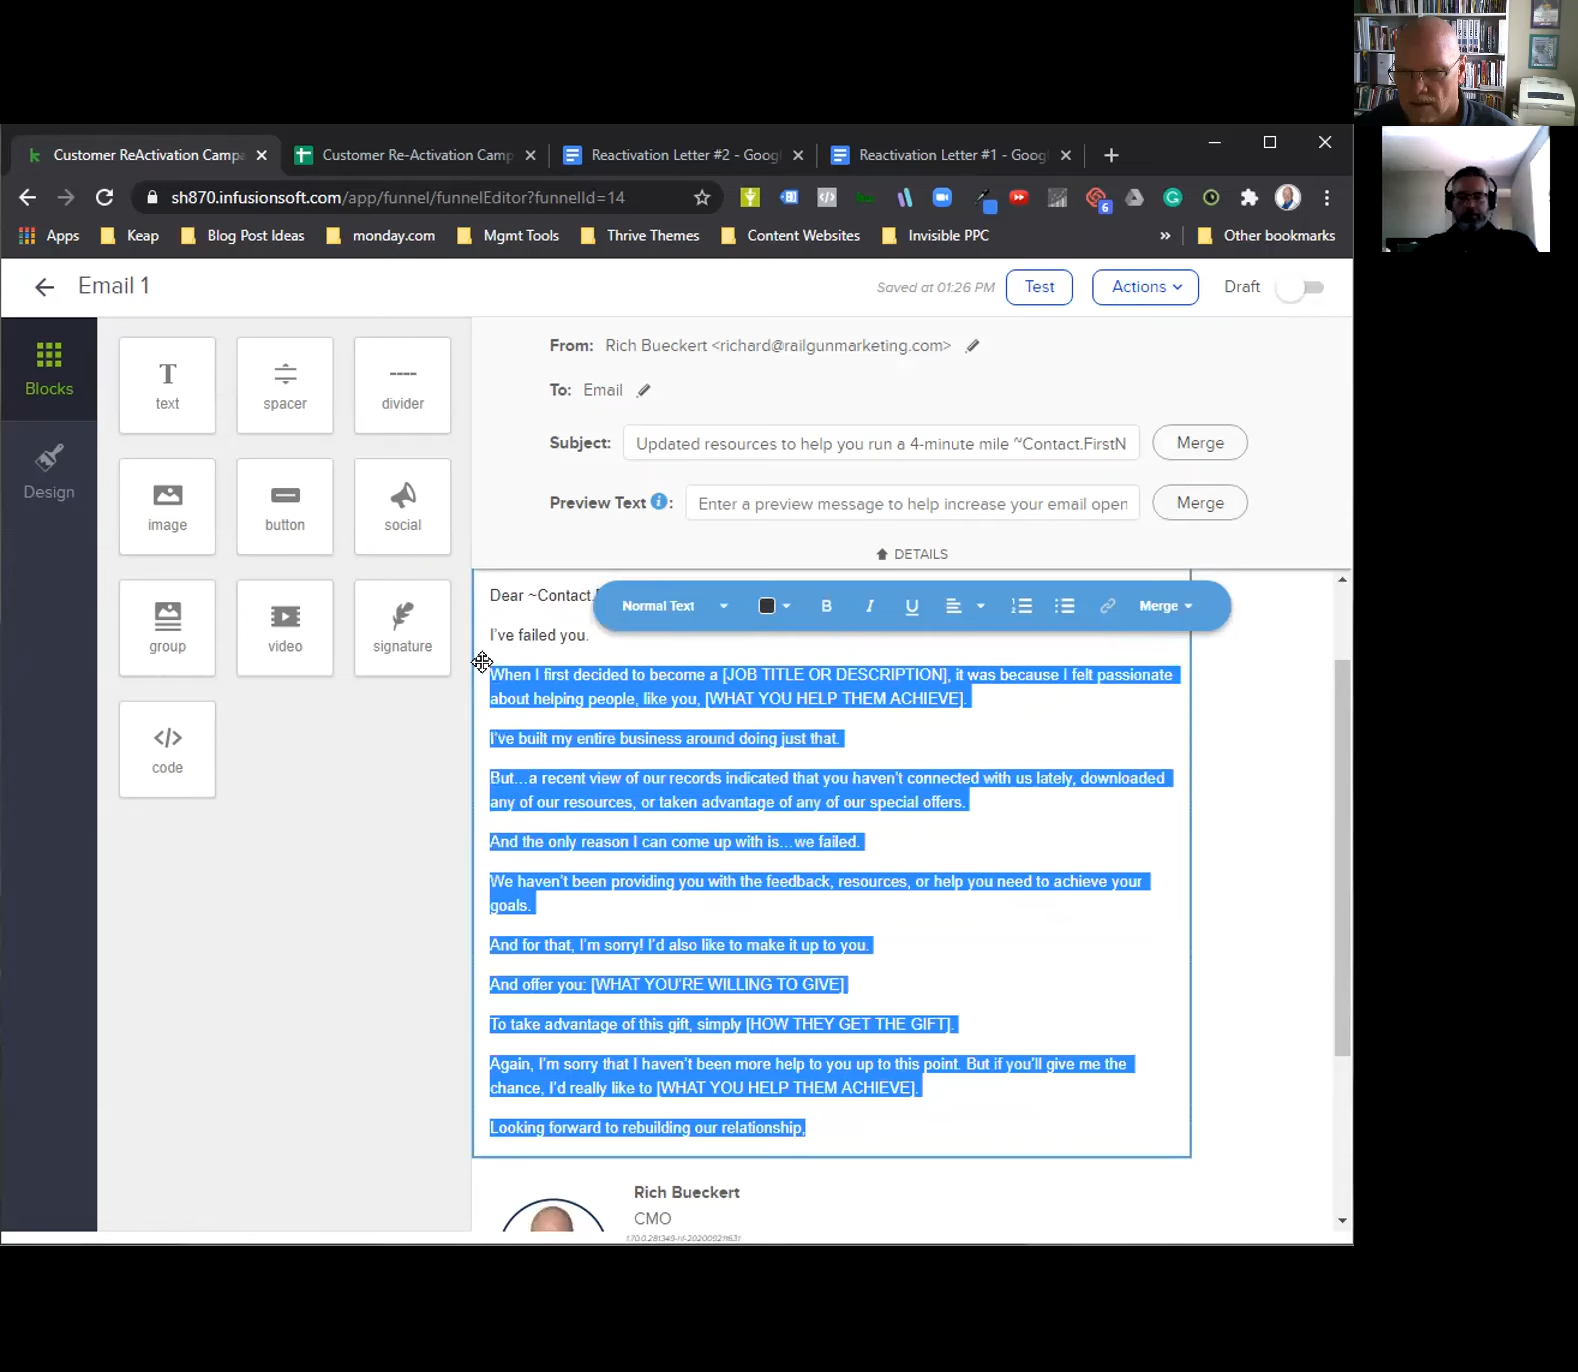 Customer ReActivation Campa
Customer Re-Activation Camp
Reactivation Letter #2 - Googl
Reactivation Letter #1 - Googl
sh870.infusionsoft.com/app/funnel/funnelEditor?funnelId=14
6
Apps
Keap
Blog Post Ideas
monday.com
Mgmt Tools
Thrive Themes
Content Websites
Invisible PPC
»
Other bookmarks
Email 1
Saved at 01:26 PM
Test
Actions
Draft
Blocks
Design
T
text
spacer
divider
image
button
social
group
video
signature
</>
code
From: Rich Bueckert <richard@railgunmarketing.com>
To: Email
Subject: Updated resources to help you run a 4-minute mile ~Contact.FirstN
Merge
Preview Text i : Enter a preview message to help increase your email open
Merge
DETAILS
Normal Text
B
I
U
Merge
Dear ~Contact.
I've failed you.
When I first decided to become a [JOB TITLE OR DESCRIPTION], it was because I felt passionate
about helping people, like you, [WHAT YOU HELP THEM ACHIEVE].
I've built my entire business around doing just that.
But…a recent view of our records indicated that you haven't connected with us lately, downloaded
any of our resources, or taken advantage of any of our special offers.
And the only reason I can come up with is…we failed.
We haven't been providing you with the feedback, resources, or help you need to achieve your
goals.
And for that, I'm sorry! I'd also like to make it up to you.
And offer you: [WHAT YOU'RE WILLING TO GIVE]
To take advantage of this gift, simply [HOW THEY GET THE GIFT].
Again, I'm sorry that I haven't been more help to you up to this point. But if you'll give me the
chance, I'd really like to [WHAT YOU HELP THEM ACHIEVE].
Looking forward to rebuilding our relationship,
Rich Bueckert
CMO